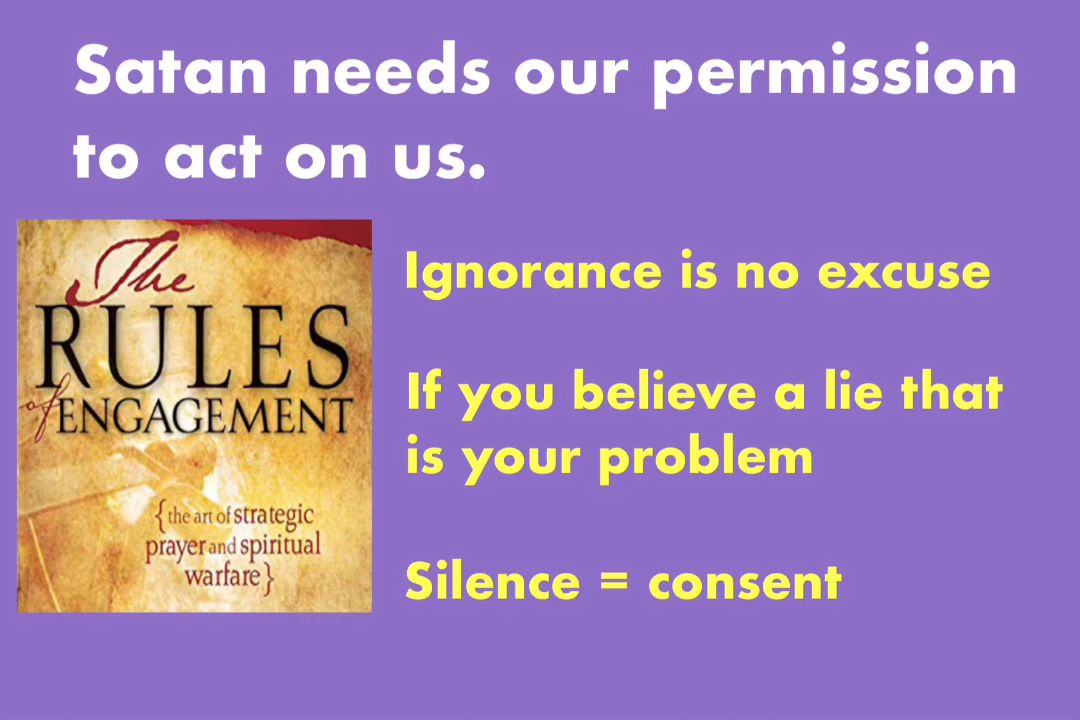 Satan needs our permission
to act on us.
The
RULES
of ENGAGEMENT
{the art of strategic
prayer and spiritual
warfare}
Ignorance is no excuse
If you believe a lie that
is your problem
Silence = consent